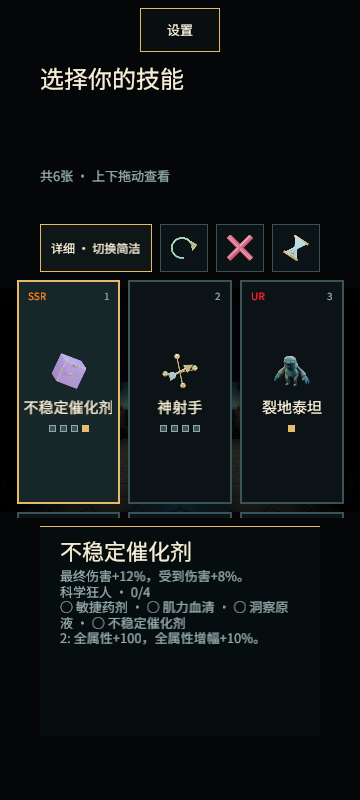 设置
选择你的技能
共6张 · 上下拖动查看
详细 · 切换简洁
SSR 1
不稳定催化剂
2
神射手
UR 3
裂地泰坦
不稳定催化剂
最终伤害+12%，受到伤害+8%。
科学狂人 · 0/4
〇 敏捷药剂 · 〇 肌力血清 · 〇 洞察原
液 · 〇 不稳定催化剂
2: 全属性+100，全属性增幅+10%。